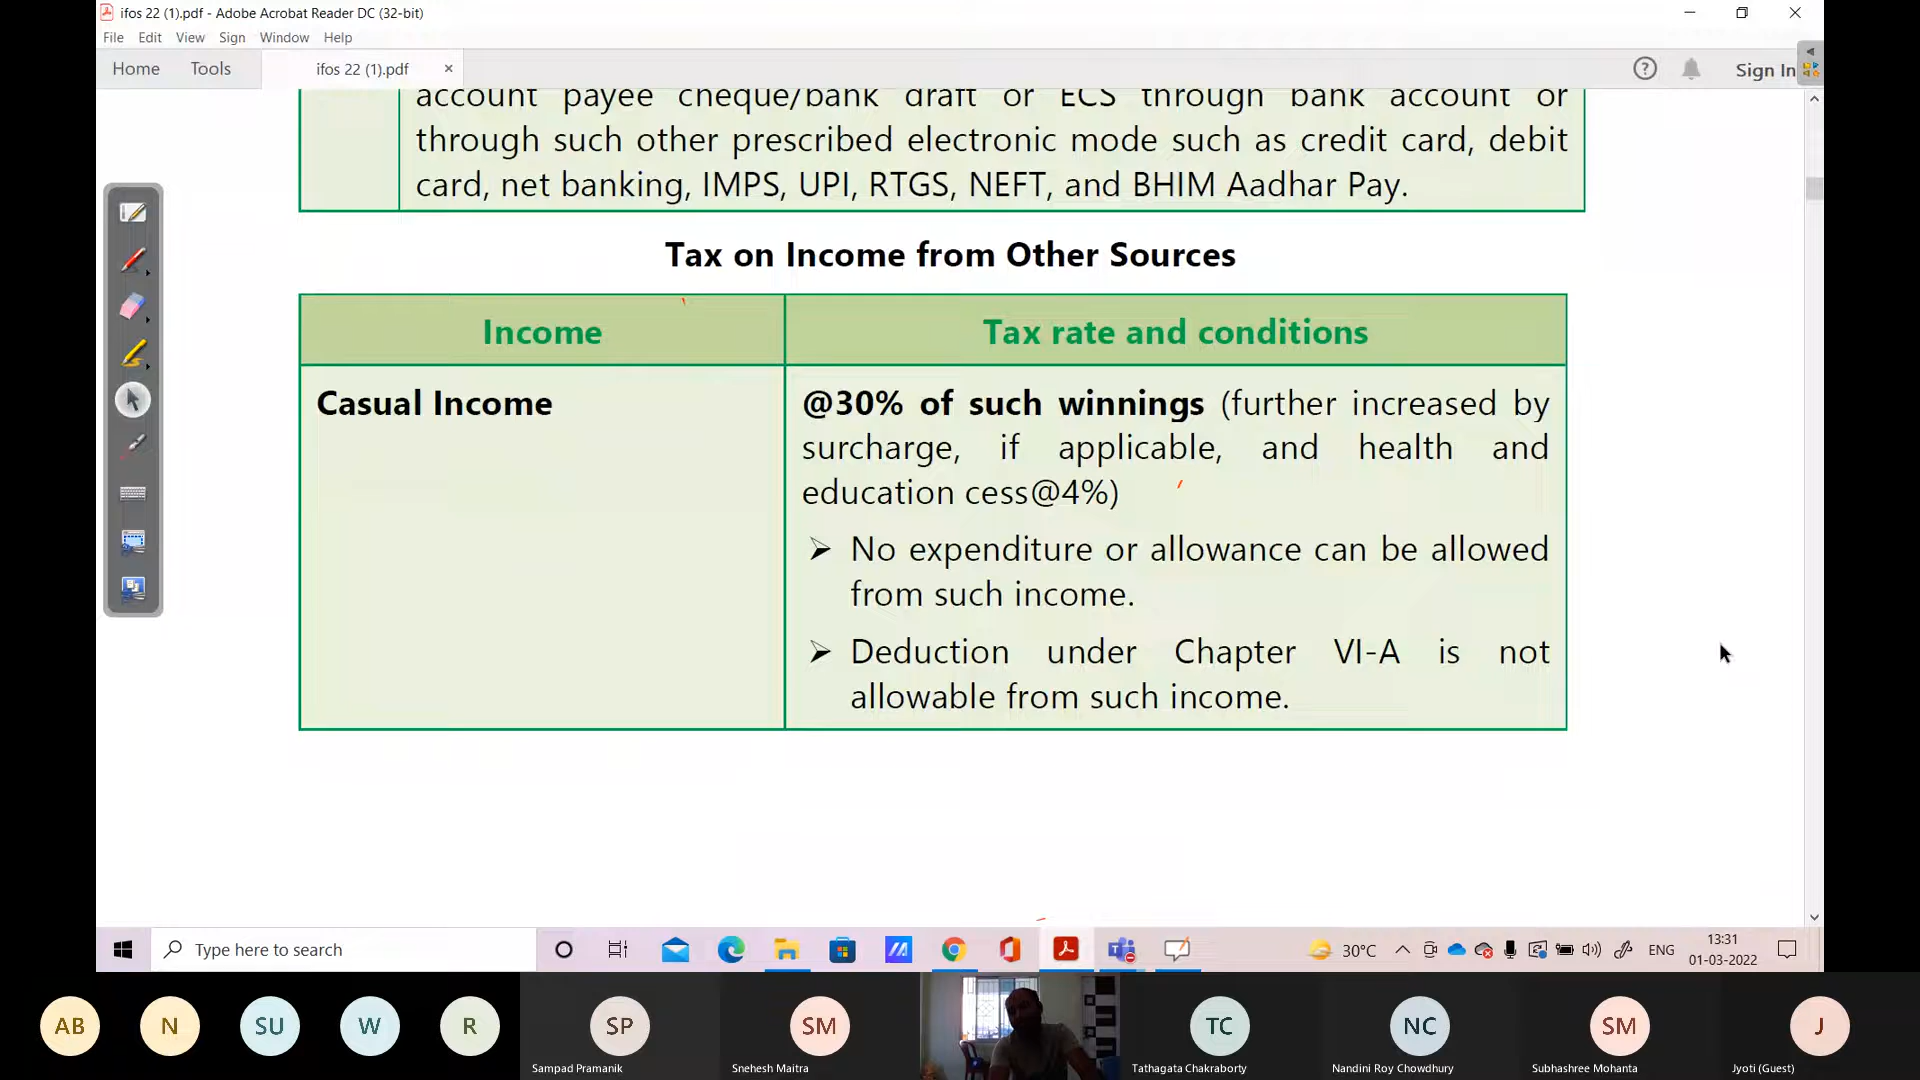 ifos 22 (1).pdf - Adobe Acrobat Reader DC (32-bit)
File Edit View Sign Window Help
Home Tools ifos 22 (1).pdf × Sign In
account payee cheque/bank draft or ECS through bank account or
through such other prescribed electronic mode such as credit card, debit
card, net banking, IMPS, UPI, RTGS, NEFT, and BHIM Aadhar Pay.
Tax on Income from Other Sources
Income Tax rate and conditions
Casual Income @30% of such winnings (further increased by
surcharge, if applicable, and health and
education cess@4%)
➢ No expenditure or allowance can be allowed
from such income.
➢ Deduction under Chapter VI-A is not
allowable from such income.
Type here to search 30°C ENG 13:31
01-03-2022
AB N SU W R SP SM TC NC SM J
Sampad Pramanik Snehesh Maitra Tathagata Chakraborty Nandini Roy Chowdhury Subhashree Mohanta Jyoti (Guest)